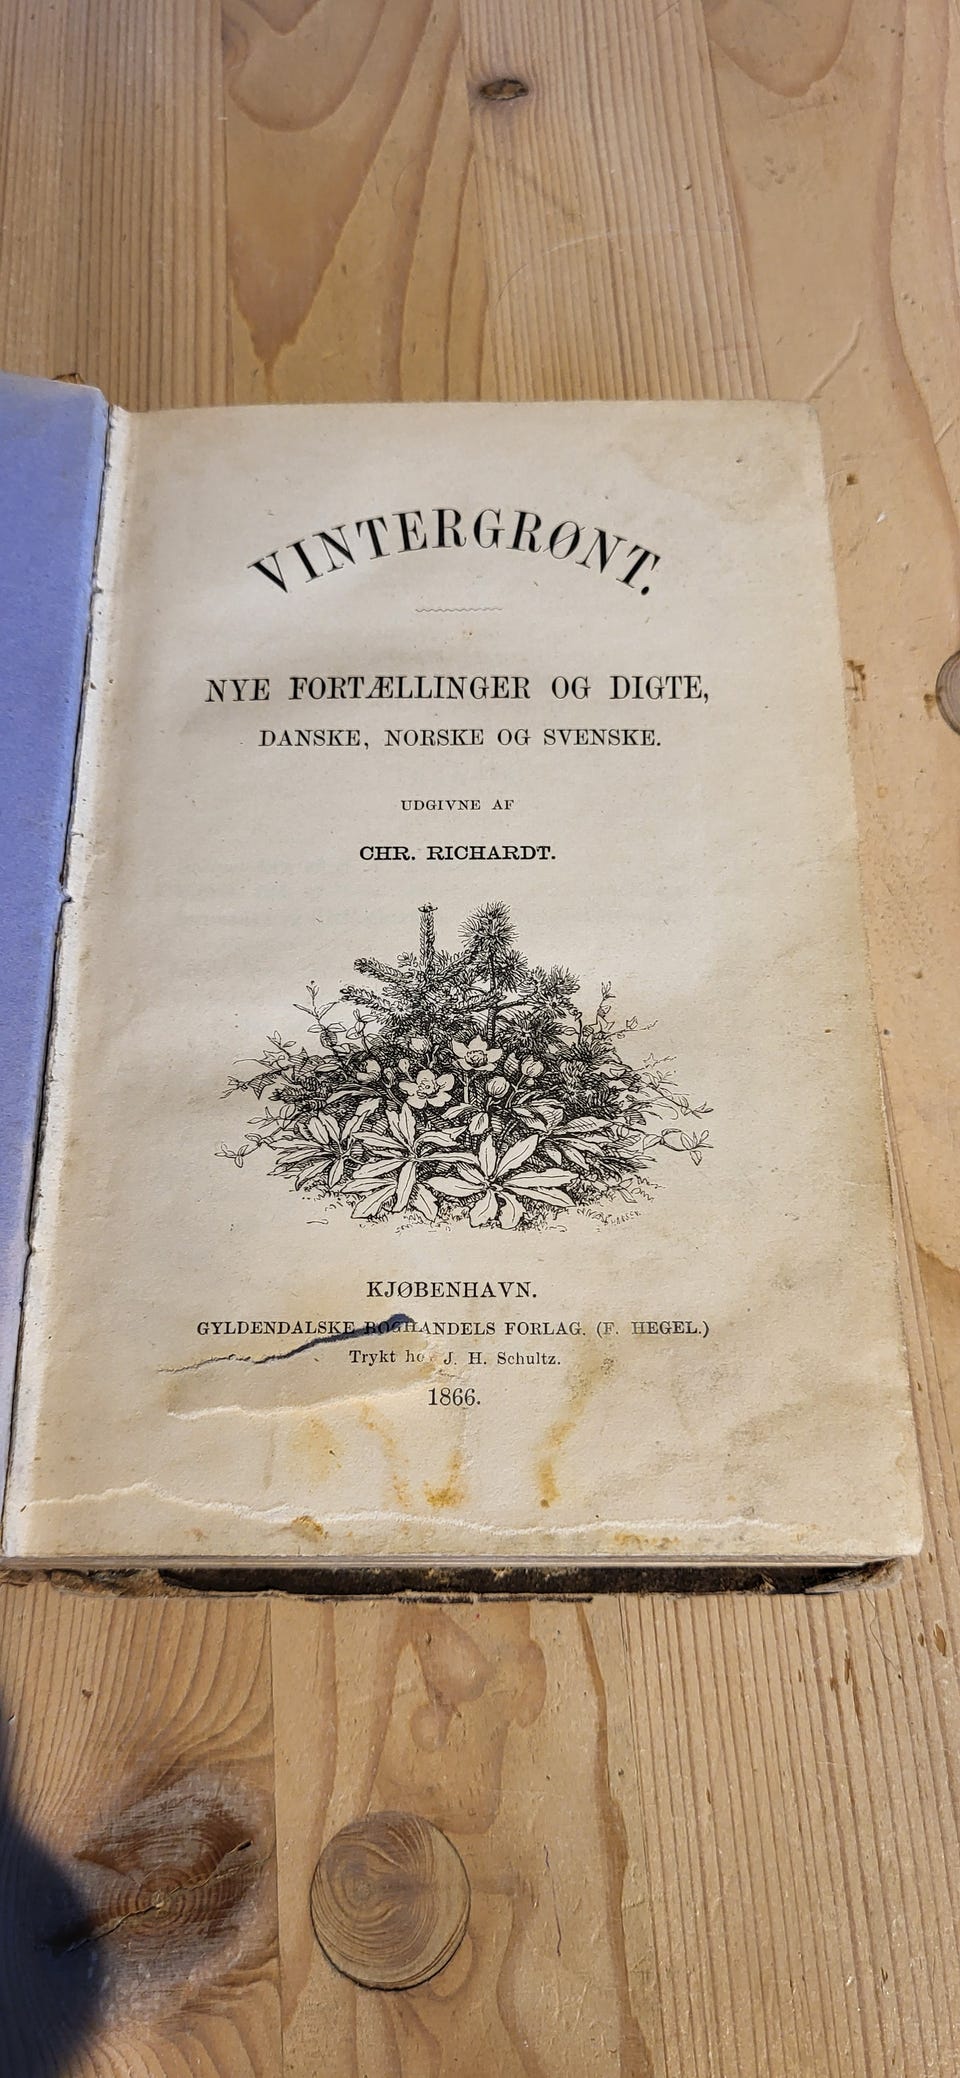 VINTERGRØNT.
NYE FORTÆLLINGER OG DIGTE,
DANSKE, NORSKE OG SVENSKE.
UDGIVNE AF
CHR. RICHARDT.
KJØBENHAVN.
GYLDENDALSKE BOGHANDELS FORLAG. (F. HEGEL.)
Trykt ho J. H. Schultz.
1866.